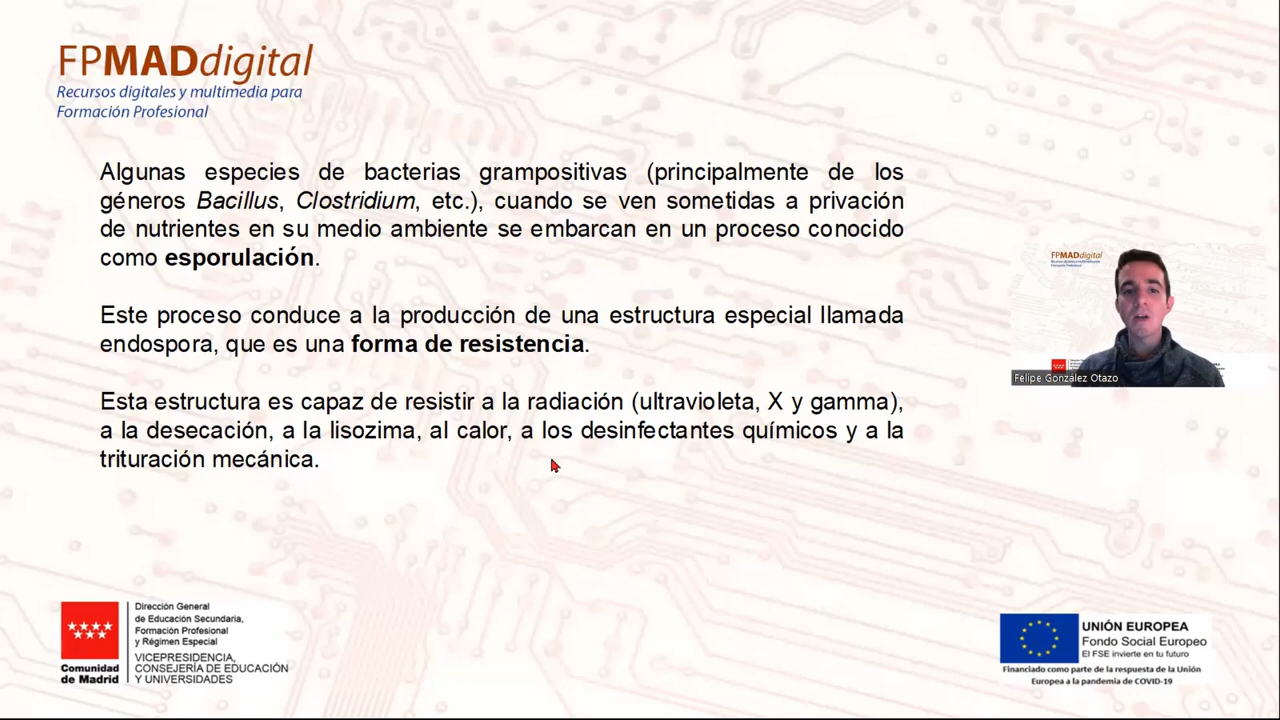 FPMADdigital
Recursos digitales y multimedia para
Formación Profesional
Algunas especies de bacterias grampositivas (principalmente de los
géneros Bacillus, Clostridium, etc.), cuando se ven sometidas a privación
de nutrientes en su medio ambiente se embarcan en un proceso conocido
como esporulación.
Este proceso conduce a la producción de una estructura especial llamada
endospora, que es una forma de resistencia.
Esta estructura es capaz de resistir a la radiación (ultravioleta, X y gamma),
a la desecación, a la lisozima, al calor, a los desinfectantes químicos y a la
trituración mecánica.
FPMADdigital
Felipe González Otazo
Dirección General
de Educación Secundaria,
Formación Profesional
y Régimen Especial
VICEPRESIDENCIA,
CONSEJERÍA DE EDUCACIÓN
Y UNIVERSIDADES
Comunidad
de Madrid
UNIÓN EUROPEA
Fondo Social Europeo
El FSE invierte en tu futuro
Financiado como parte de la respuesta de la Unión
Europea a la pandemia de COVID-19